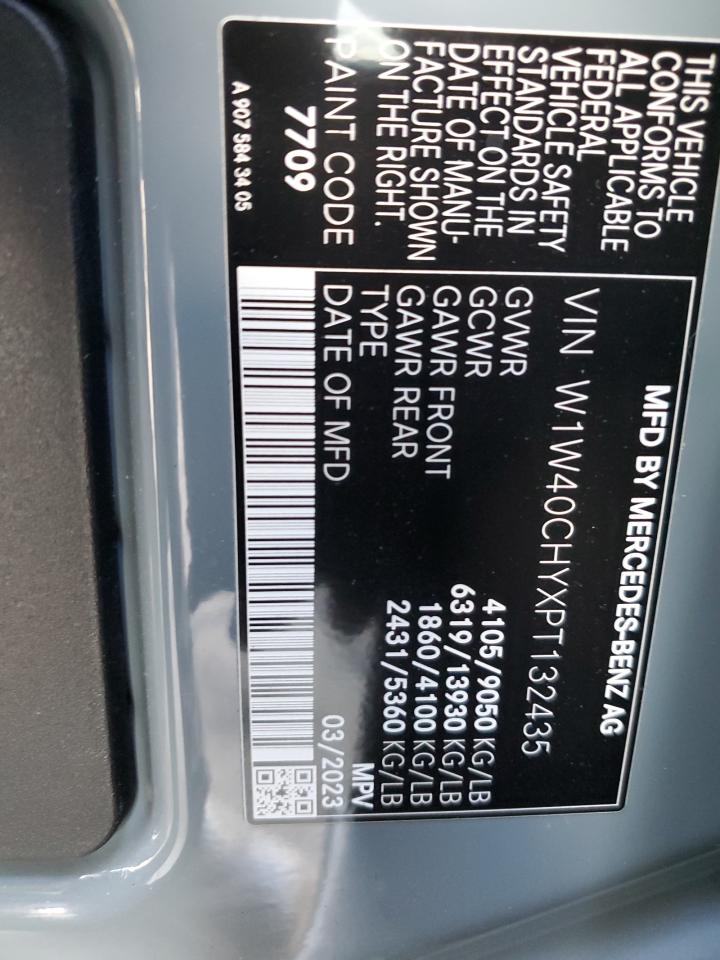 THIS VEHICLE
CONFORMS TO
ALL APPLICABLE
FEDERAL
VEHICLE SAFETY
STANDARDS IN
EFFECT ON THE
DATE OF MANU-
FACTURE SHOWN
ON THE RIGHT.
PAINT CODE
7709
A 907 584 34 05
MFD BY MERCEDES-BENZ AG
VIN W1W40CHYXPT132435
GVWR 4105/9050 KG/LB
GCWR 6319/13930 KG/LB
GAWR FRONT 1860/4100 KG/LB
GAWR REAR 2431/5360 KG/LB
TYPE MPV
DATE OF MFD 03/2023